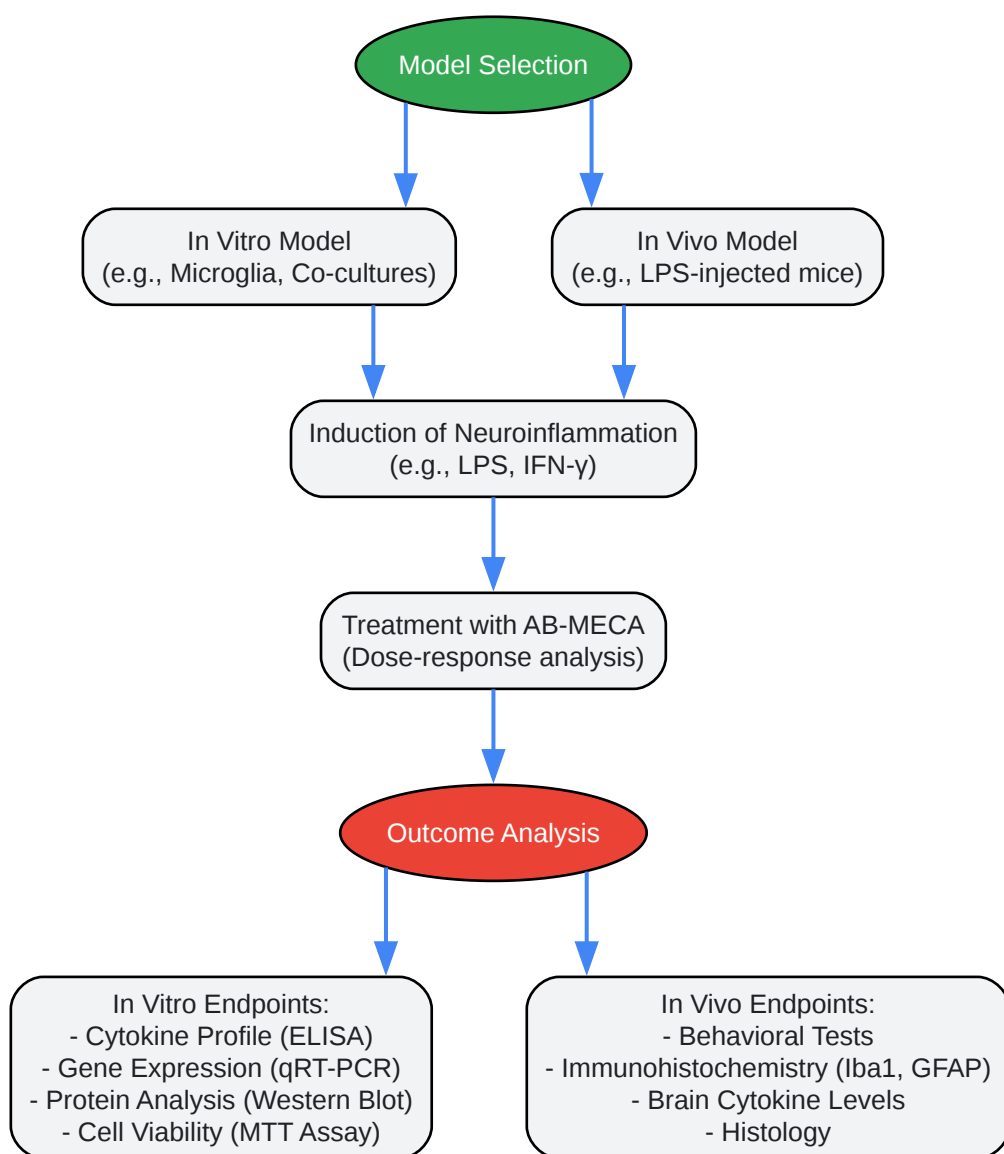 Model Selection
In Vitro Model
(e.g., Microglia, Co-cultures)
In Vivo Model
(e.g., LPS-injected mice)
Induction of Neuroinflammation
(e.g., LPS, IFN-γ)
Treatment with AB-MECA
(Dose-response analysis)
Outcome Analysis
In Vitro Endpoints:
- Cytokine Profile (ELISA)
- Gene Expression (qRT-PCR)
- Protein Analysis (Western Blot)
- Cell Viability (MTT Assay)
In Vivo Endpoints:
- Behavioral Tests
- Immunohistochemistry (Iba1, GFAP)
- Brain Cytokine Levels
- Histology